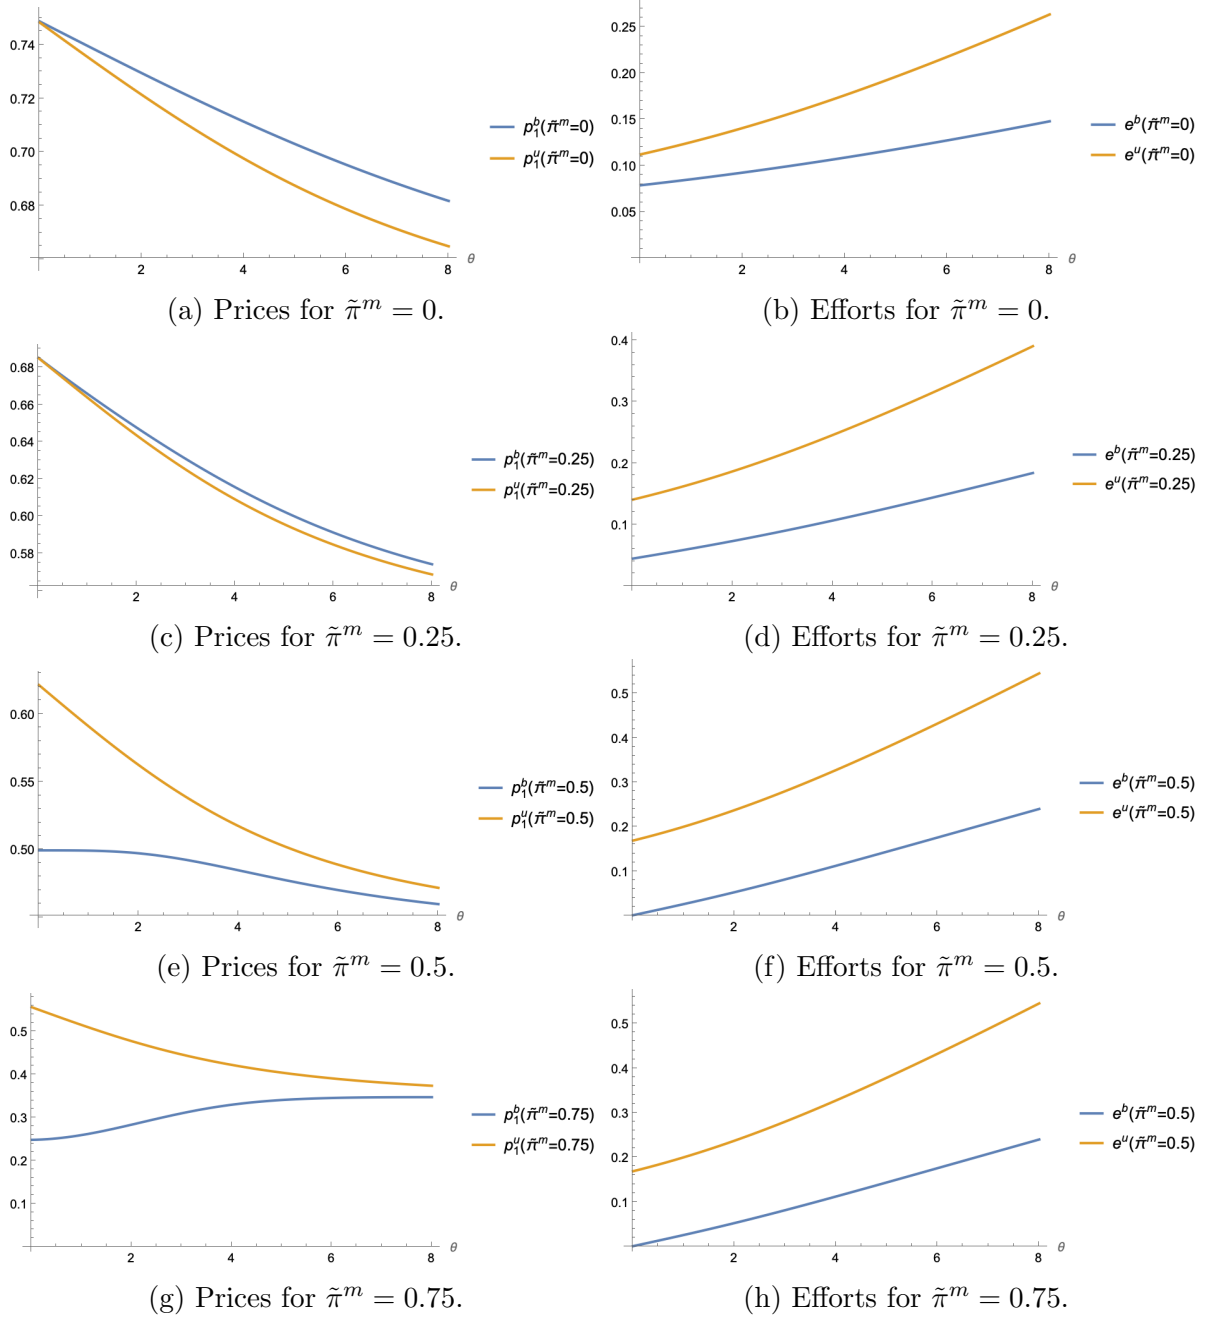 0.74
0.72
0.70
0.68
2
4
6
8
θ
p₁ᵇ(π̃ᵐ=0)
p₁ᵘ(π̃ᵐ=0)
0.25
0.20
0.15
0.10
0.05
2
4
6
8
θ
eᵇ(π̃ᵐ=0)
eᵘ(π̃ᵐ=0)
(a) Prices for π̃ᵐ = 0.
(b) Efforts for π̃ᵐ = 0.
0.68
0.66
0.64
0.62
0.60
0.58
2
4
6
8
θ
p₁ᵇ(π̃ᵐ=0.25)
p₁ᵘ(π̃ᵐ=0.25)
0.4
0.3
0.2
0.1
2
4
6
8
θ
eᵇ(π̃ᵐ=0.25)
eᵘ(π̃ᵐ=0.25)
(c) Prices for π̃ᵐ = 0.25.
(d) Efforts for π̃ᵐ = 0.25.
0.60
0.55
0.50
2
4
6
8
θ
p₁ᵇ(π̃ᵐ=0.5)
p₁ᵘ(π̃ᵐ=0.5)
0.5
0.4
0.3
0.2
0.1
2
4
6
8
θ
eᵇ(π̃ᵐ=0.5)
eᵘ(π̃ᵐ=0.5)
(e) Prices for π̃ᵐ = 0.5.
(f) Efforts for π̃ᵐ = 0.5.
0.5
0.4
0.3
0.2
0.1
2
4
6
8
θ
p₁ᵇ(π̃ᵐ=0.75)
p₁ᵘ(π̃ᵐ=0.75)
0.5
0.4
0.3
0.2
0.1
2
4
6
8
θ
eᵇ(π̃ᵐ=0.5)
eᵘ(π̃ᵐ=0.5)
(g) Prices for π̃ᵐ = 0.75.
(h) Efforts for π̃ᵐ = 0.75.